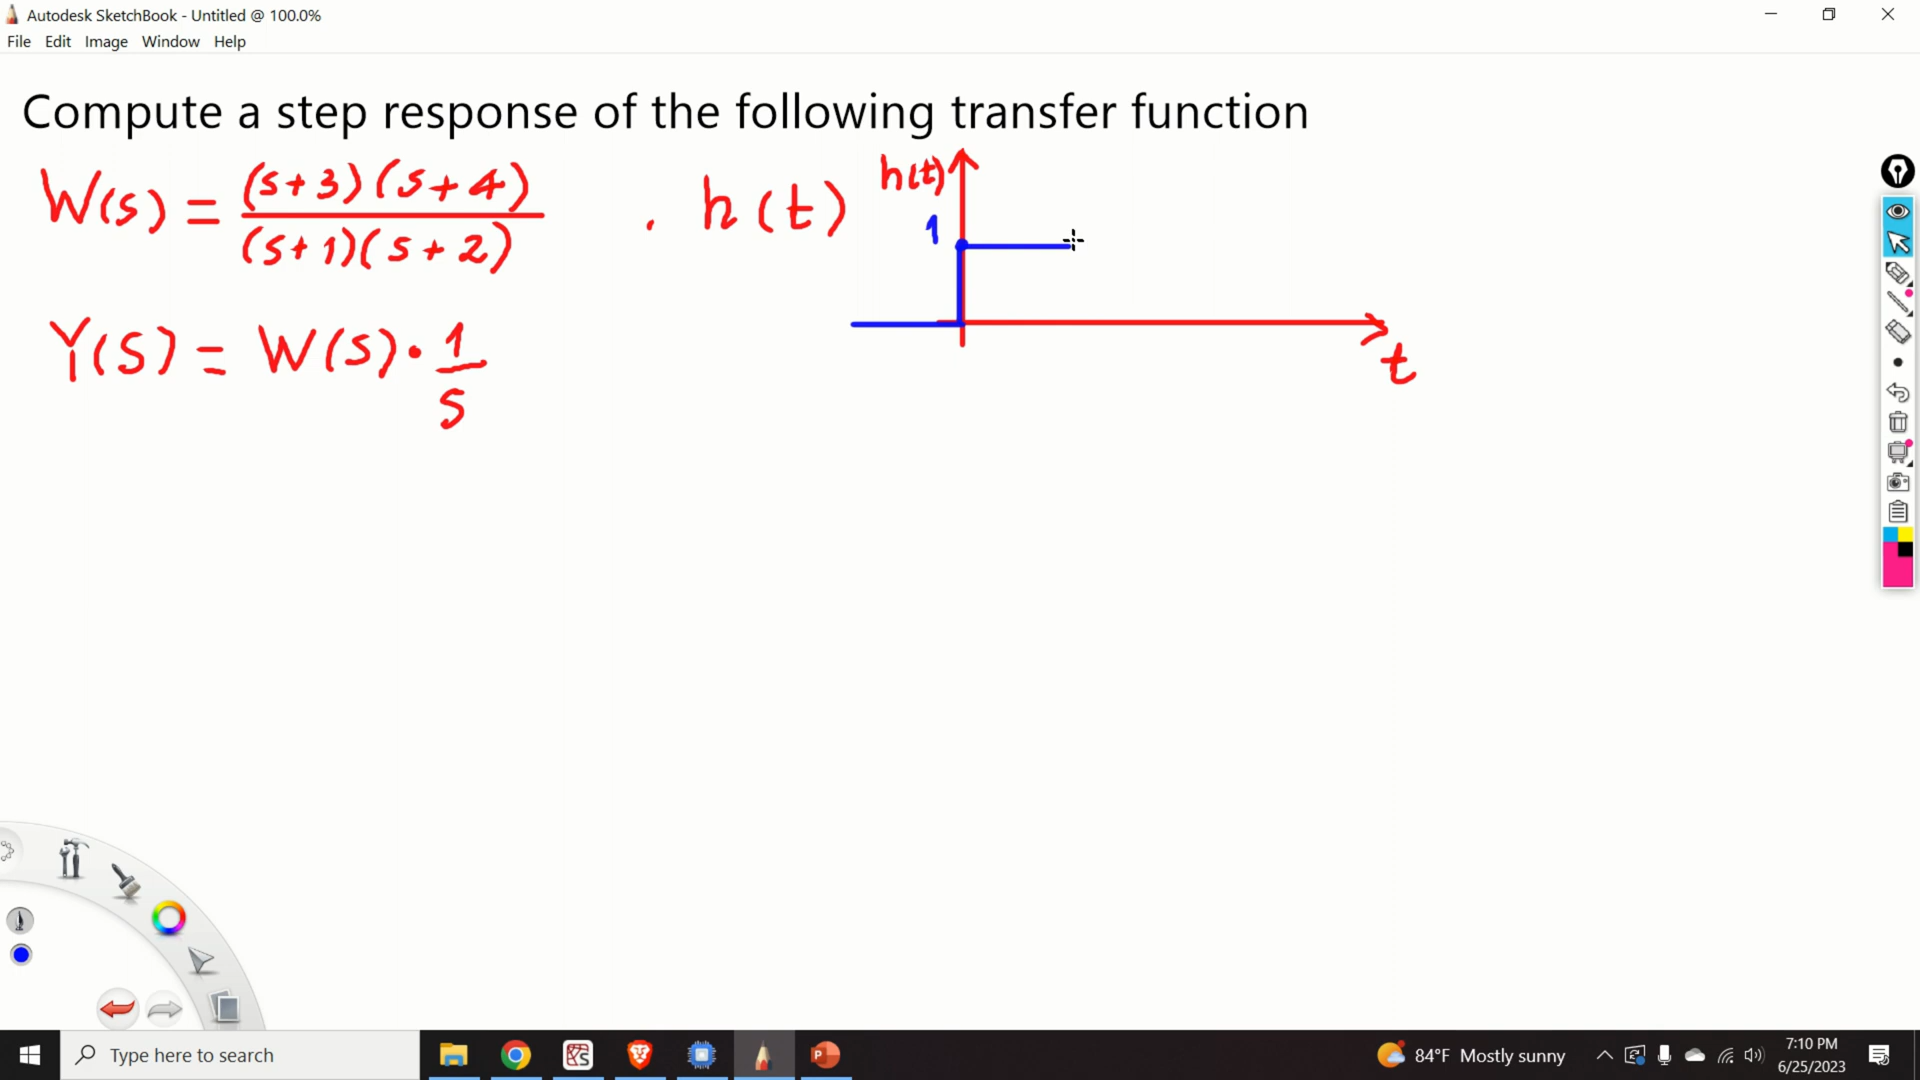 Autodesk SketchBook - Untitled @ 100.0%
File Edit Image Window Help
Compute a step response of the following transfer function
W(s) = (s+3)(s+4) / (s+1)(s+2) . h(t)
h(t)
1
t
Y(s) = W(s) · 1/s
Type here to search
84°F Mostly sunny
7:10 PM
6/25/2023